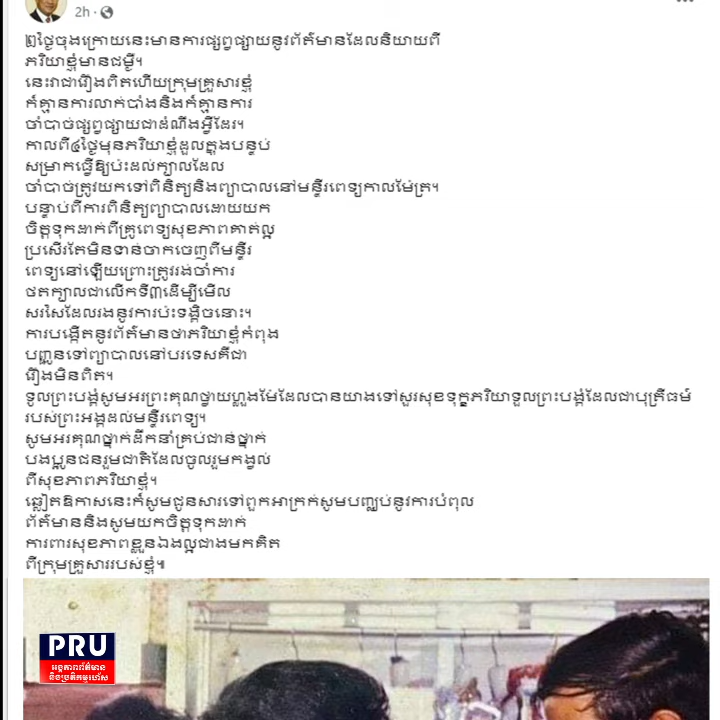 2h
២ថ្ងៃចុងក្រោយនេះមានការផ្សព្វផ្សាយនូវព័ត៌មានដែលនិយាយពី
ភរិយាខ្ញុំមានជម្ងឺ។
នេះវាជារឿងពិតហើយក្រុមគ្រួសារខ្ញុំ
ក៏គ្មានការលាក់បាំងនិងក៏គ្មានការ
ចាំបាច់ផ្សព្វផ្សាយជាដំណឹងអ្វីដែរ។
កាលពី៤ថ្ងៃមុនភរិយាខ្ញុំដួលក្នុងបន្ទប់
សម្រាកធ្វើឱ្យប៉ះដល់ក្បាលដែល
ចាំបាច់ត្រូវយកទៅពិនិត្យនិងព្យាបាលនៅមន្ទីរពេទ្យកាលម៉ែត្រ។
បន្ទាប់ពីការពិនិត្យព្យាបាលដោយយក
ចិត្តទុកដាក់ពីគ្រូពេទ្យសុខភាពគាត់ល្អ
ប្រសើរតែមិនទាន់ចាកចេញពីមន្ទីរ
ពេទ្យនៅឡើយព្រោះត្រូវរង់ចាំការ
ថតក្បាលជាលើកទី៣ដើម្បីមើល
សរសៃដែលរងនូវការប៉ះទង្គិចនោះ។
ការបង្កើតនូវព័ត៌មានថាភរិយាខ្ញុំកំពុង
បញ្ជូនទៅព្យាបាលនៅបរទេសគឺជា
រឿងមិនពិត។
ទូលព្រះបង្គំសូមអរព្រះគុណថ្វាយហ្លួងម៉ែដែលបានយាងទៅសួរសុខទុក្ខភរិយាទូលព្រះបង្គំដែលជាបុត្រីធម៌
របស់ព្រះអង្គដល់មន្ទីរពេទ្យ។
សូមអរគុណថ្នាក់ដឹកនាំគ្រប់ជាន់ថ្នាក់
បងប្អូនជនរួមជាតិដែលចូលរួមកង្វល់
ពីសុខភាពភរិយាខ្ញុំ។
ឆ្លៀតឱកាសនេះក៏សូមជូនសារទៅពួកអាក្រក់សូមបញ្ឈប់នូវការបំពុល
ព័ត៌មាននិងសូមយកចិត្តទុកដាក់
ការពារសុខភាពខ្លួនឯងល្អជាងមកគិត
ពីក្រុមគ្រួសាររបស់ខ្ញុំ៕
PRU
អង្គភាពព័ត៌មាន
និងប្រតិកម្មរហ័ស